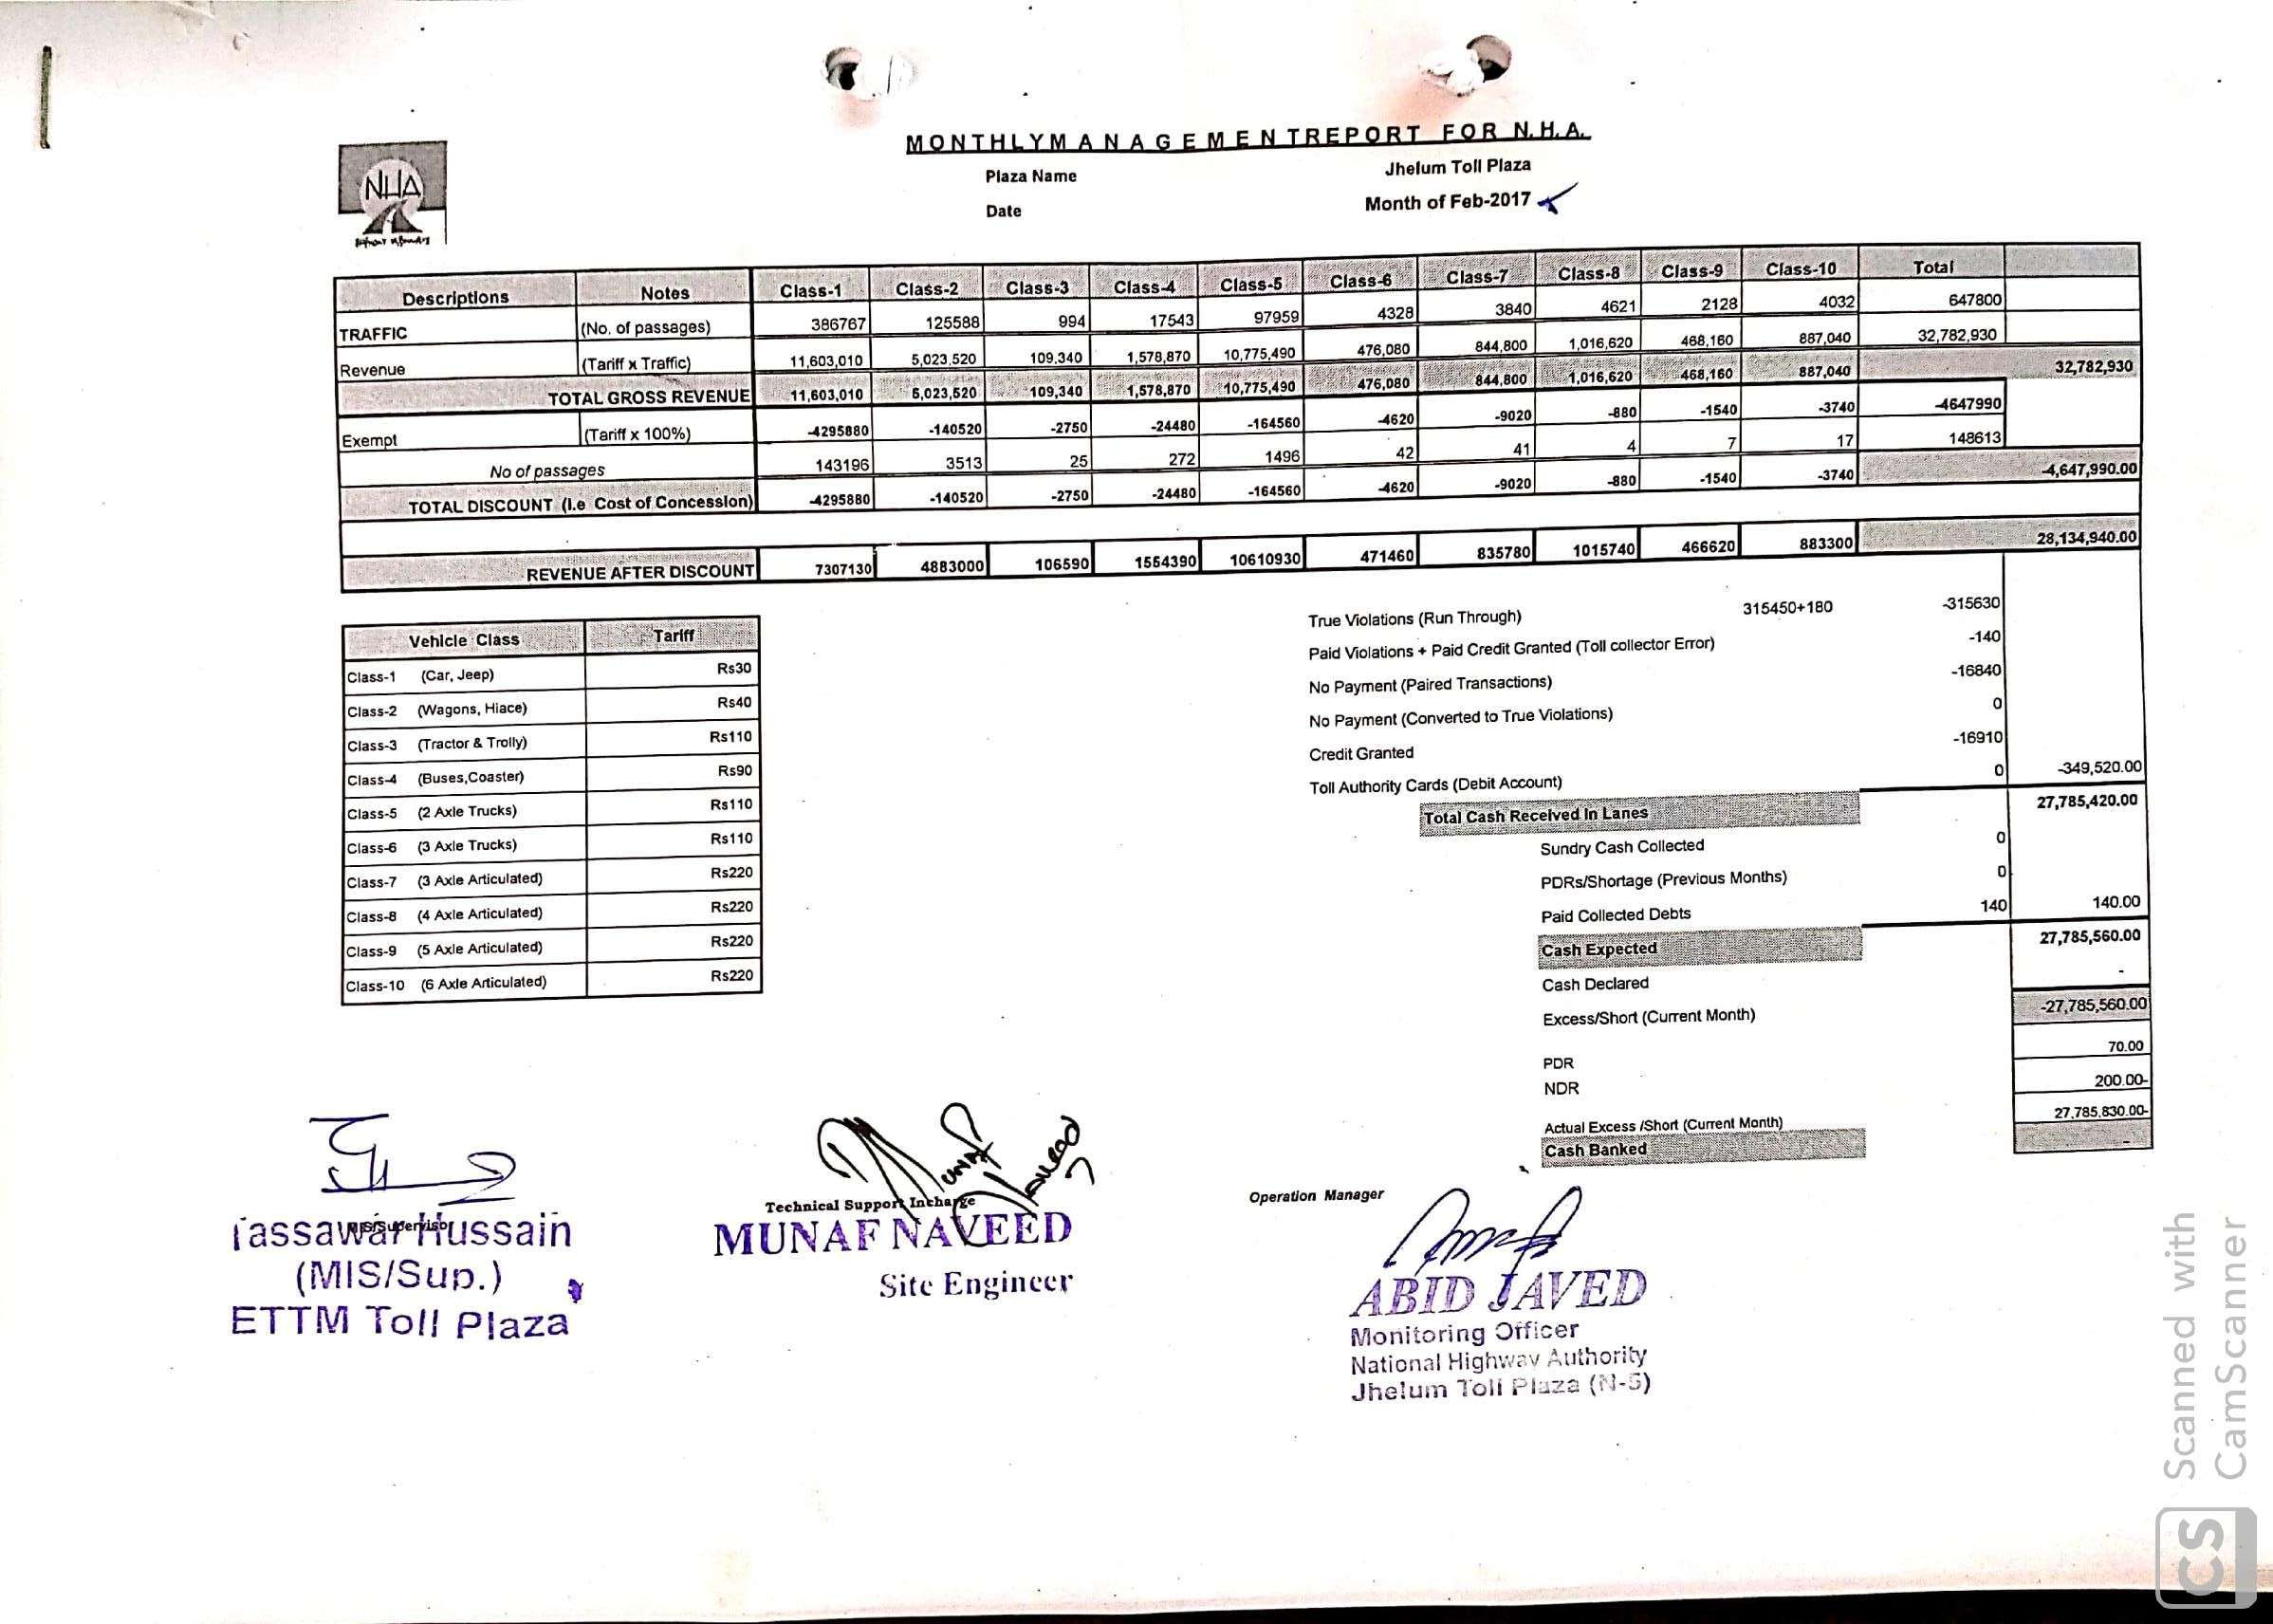 MONTHLYMANAGEMENTREPORT FOR N.H.A.
NHA
Plaza Name Jhelum Toll Plaza
Date Month of Feb-2017
Descriptions Notes Class-1 Class-2 Class-3 Class-4 Class-5 Class-6 Class-7 Class-8 Class-9 Class-10 Total
TRAFFIC (No. of passages) 386767 125588 994 17543 97959 4328 3840 4621 2128 4032 647800
Revenue (Tariff x Traffic) 11,603,010 5,023,520 109,340 1,578,870 10,775,490 476,080 844,800 1,016,620 468,160 887,040 32,782,930
TOTAL GROSS REVENUE 11,603,010 5,023,520 109,340 1,578,870 10,775,490 476,080 844,800 1,016,620 468,160 887,040 32,782,930
Exempt (Tariff x 100%) -4295880 -140520 -2750 -24480 -164560 -4620 -9020 -880 -1540 -3740 -4647990
No of passages 143196 3513 25 272 1496 42 41 4 7 17 148613
TOTAL DISCOUNT (I.e Cost of Concession) -4295880 -140520 -2750 -24480 -164560 -4620 -9020 -880 -1540 -3740 -4,647,990.00
REVENUE AFTER DISCOUNT 7307130 4883000 106590 1554390 10610930 471460 835780 1015740 466620 883300 28,134,940.00
Vehicle Class Tariff
Class-1 (Car, Jeep) Rs30
Class-2 (Wagons, Hiace) Rs40
Class-3 (Tractor & Trolly) Rs110
Class-4 (Buses,Coaster) Rs90
Class-5 (2 Axle Trucks) Rs110
Class-6 (3 Axle Trucks) Rs110
Class-7 (3 Axle Articulated) Rs220
Class-8 (4 Axle Articulated) Rs220
Class-9 (5 Axle Articulated) Rs220
Class-10 (6 Axle Articulated) Rs220
True Violations (Run Through) 315450+180 -315630
Paid Violations + Paid Credit Granted (Toll collector Error) -140
No Payment (Paired Transactions) -16840
No Payment (Converted to True Violations) 0
Credit Granted -16910
Toll Authority Cards (Debit Account) 0 -349,520.00
Total Cash Received In Lanes 27,785,420.00
Sundry Cash Collected 0
PDRs/Shortage (Previous Months) 0
Paid Collected Debts 140 140.00
Cash Expected 27,785,560.00
Cash Declared -
Excess/Short (Current Month) -27,785,560.00
PDR 70.00
NDR 200.00-
Actual Excess /Short (Current Month) 27,785,830.00-
Cash Banked -
MIS/Supervisor
Tassawar Hussain
(MIS/Sup.)
ETTM Toll Plaza
Munaf Naveed
Technical Support Incharge
MUNAF NAVEED
Site Engineer
Operation Manager
ABID JAVED
Monitoring Officer
National Highway Authority
Jhelum Toll Plaza (N-5)
CS Scanned with
CamScanner